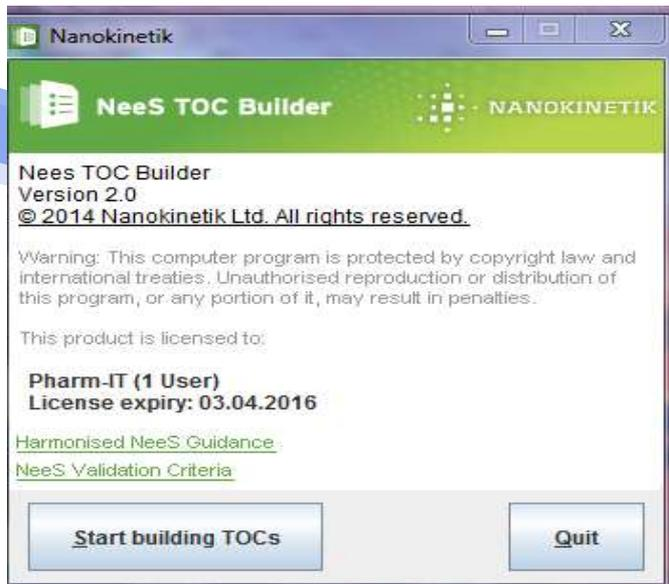 Nanokinetik
NeeS TOC Builder
NANOKINETIK
Nees TOC Builder
Version 2.0
© 2014 Nanokinetik Ltd. All rights reserved.
Warning: This computer program is protected by copyright law and
international treaties. Unauthorised reproduction or distribution of
this program, or any portion of it, may result in penalties.
This product is licensed to:
Pharm-IT (1 User)
License expiry: 03.04.2016
Harmonised NeeS Guidance
NeeS Validation Criteria
Start building TOCs
Quit